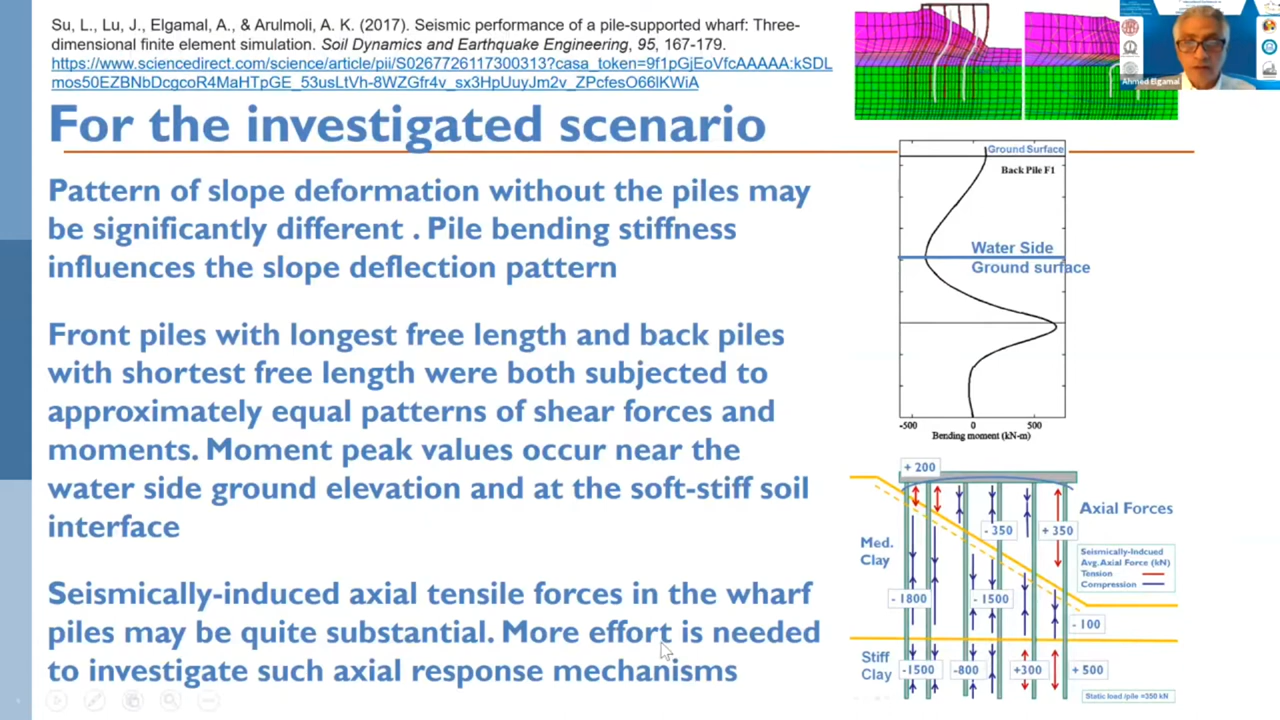 Su, L., Lu, J., Elgamal, A., & Arulmoli, A. K. (2017). Seismic performance of a pile-supported wharf: Three-
dimensional finite element simulation. Soil Dynamics and Earthquake Engineering, 95, 167-179.
https://www.sciencedirect.com/science/article/pii/S0267726117300313?casa_token=9f1pGjEoVfcAAAAA:kSDL
mos50EZBNbDcgcoR4MaHTpGE_53usLtVh-8WZGfr4v_sx3HpUuyJm2v_ZPcfesO66lKWiA
For the investigated scenario
Pattern of slope deformation without the piles may
be significantly different . Pile bending stiffness
influences the slope deflection pattern
Front piles with longest free length and back piles
with shortest free length were both subjected to
approximately equal patterns of shear forces and
moments. Moment peak values occur near the
water side ground elevation and at the soft-stiff soil
interface
Seismically-induced axial tensile forces in the wharf
piles may be quite substantial. More effort is needed
to investigate such axial response mechanisms
Ahmed Elgamal
Ground Surface
Back Pile F1
Water Side
Ground surface
-500 0 500
Bending moment (kN-m)
+ 200
Axial Forces
- 350
+ 350
Med.
Clay
Seismically-Indcued
Avg. Axial Force (kN)
Tension
Compression
- 1800
- 1500
- 100
Stiff
Clay
-1500
-800
+300
+ 500
Static load /pile =350 kN